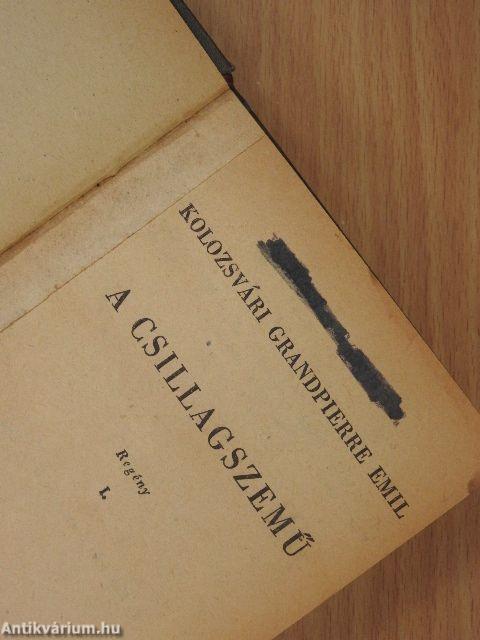 KOLOZSVÁRI GRANDPIERRE EMIL
A CSILLAGSZEMŰ
Regény
I.
Antikvárium.hu